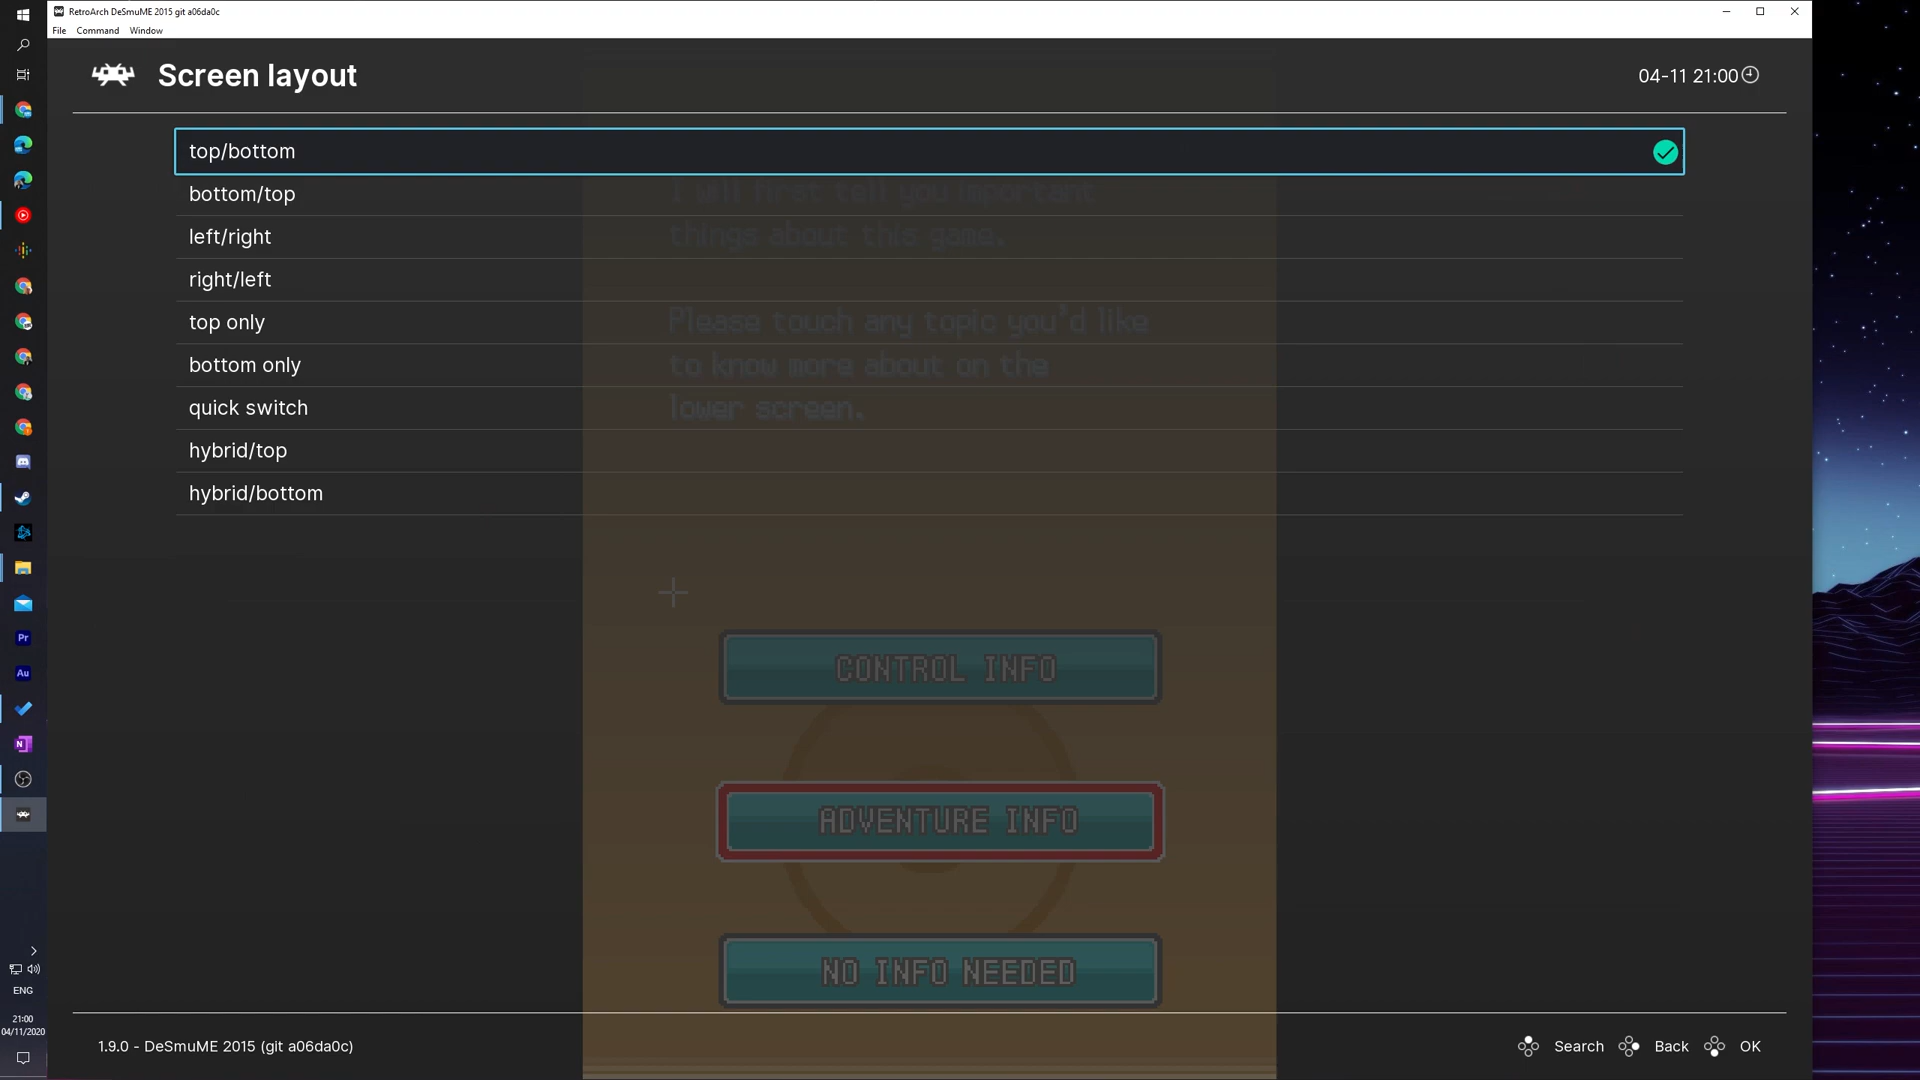 RetroArch DeSmuME 2015 git a06da0c
File Command Window
Screen layout
04-11 21:00
top/bottom
bottom/top
left/right
right/left
top only
bottom only
quick switch
hybrid/top
hybrid/bottom
I will first tell you important
things about this game.
Please touch any topic you'd like
to know more about on the
lower screen.
CONTROL INFO
ADVENTURE INFO
NO INFO NEEDED
1.9.0 - DeSmuME 2015 (git a06da0c)
Search Back OK
Pr
Au
N
ENG
21:00
04/11/2020